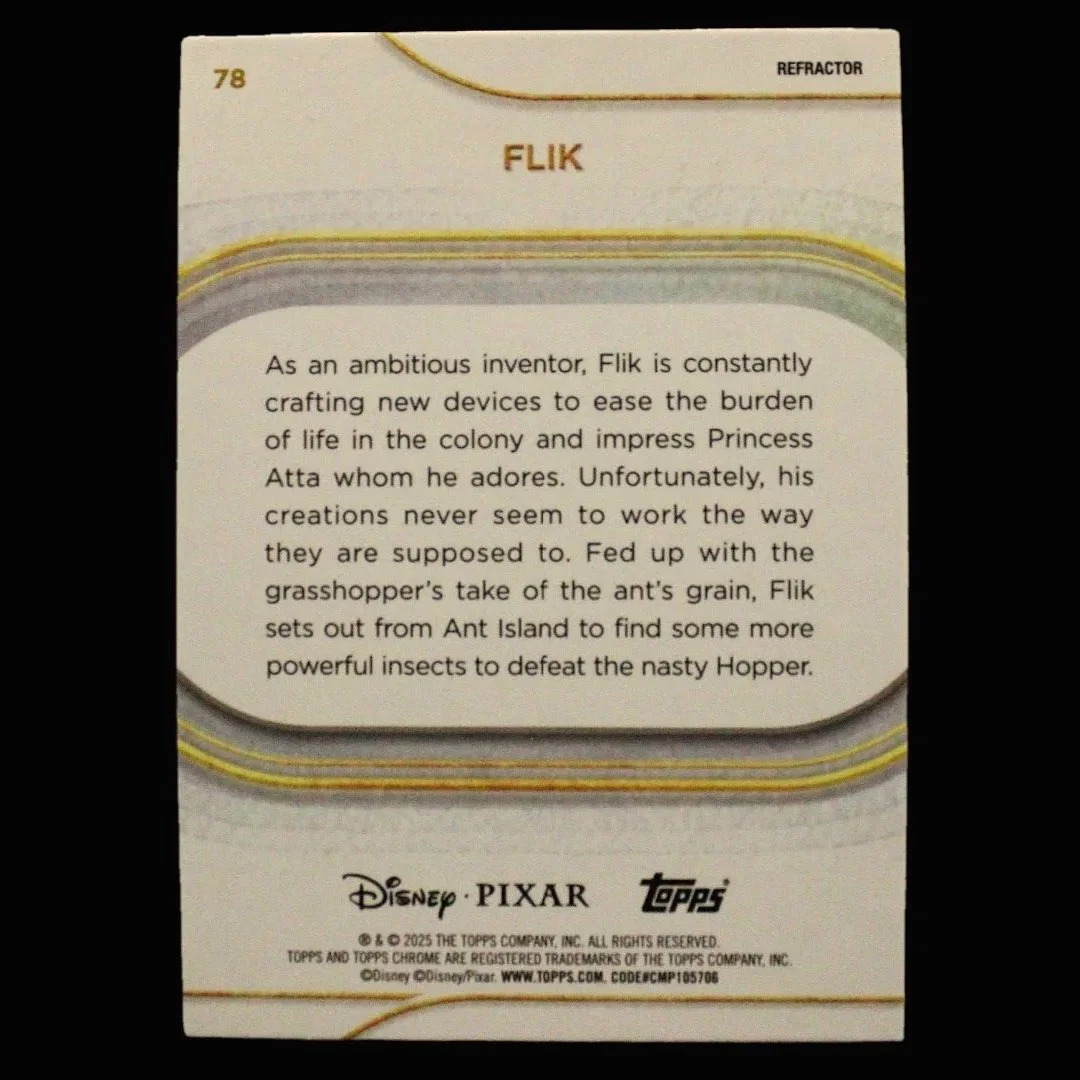 78
REFRACTOR
FLIK
As an ambitious inventor, Flik is constantly
crafting new devices to ease the burden
of life in the colony and impress Princess
Atta whom he adores. Unfortunately, his
creations never seem to work the way
they are supposed to. Fed up with the
grasshopper's take of the ant's grain, Flik
sets out from Ant Island to find some more
powerful insects to defeat the nasty Hopper.
Disney · PIXAR topps®
® & © 2025 THE TOPPS COMPANY, INC. ALL RIGHTS RESERVED.
TOPPS AND TOPPS CHROME ARE REGISTERED TRADEMARKS OF THE TOPPS COMPANY, INC.
©Disney ©Disney/Pixar. WWW.TOPPS.COM. CODE#CMP105706